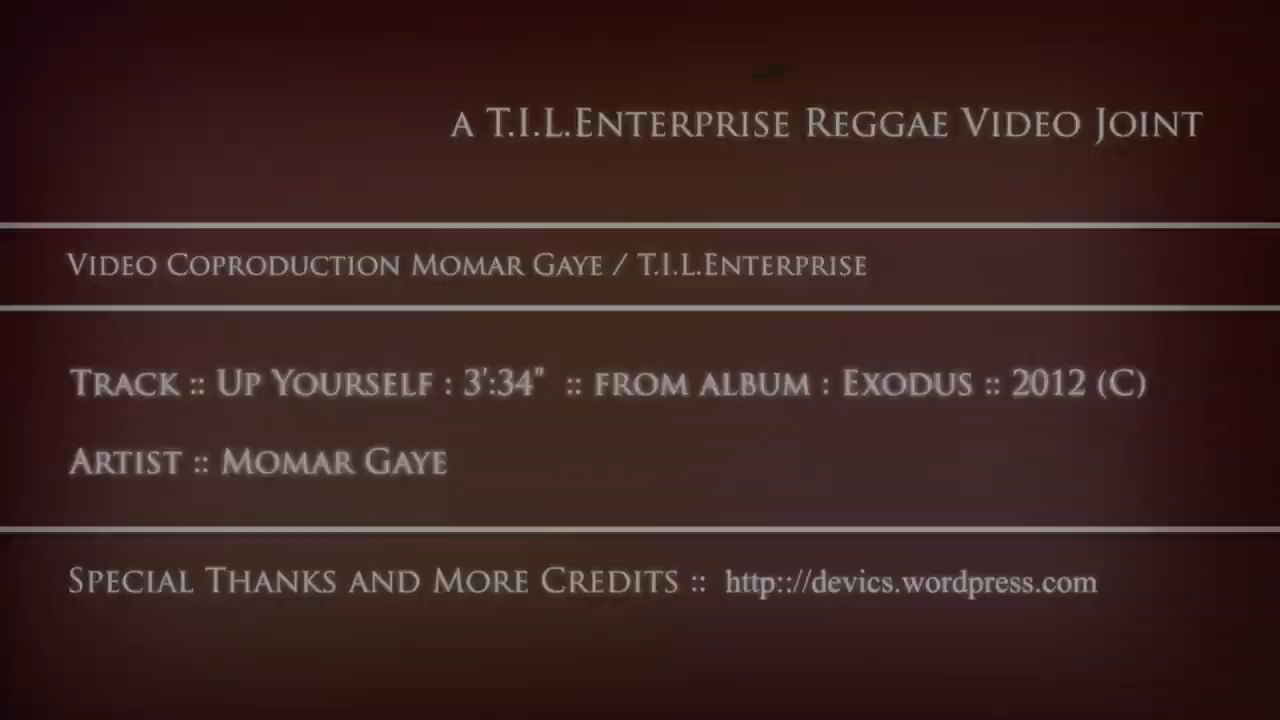 a T.I.L.Enterprise Reggae Video Joint
Video Coproduction Momar Gaye / T.I.L.Enterprise
Track :: Up Yourself : 3':34" :: from album : Exodus :: 2012 (C)
Artist :: Momar Gaye
Special Thanks and More Credits :: http:://devics.wordpress.com